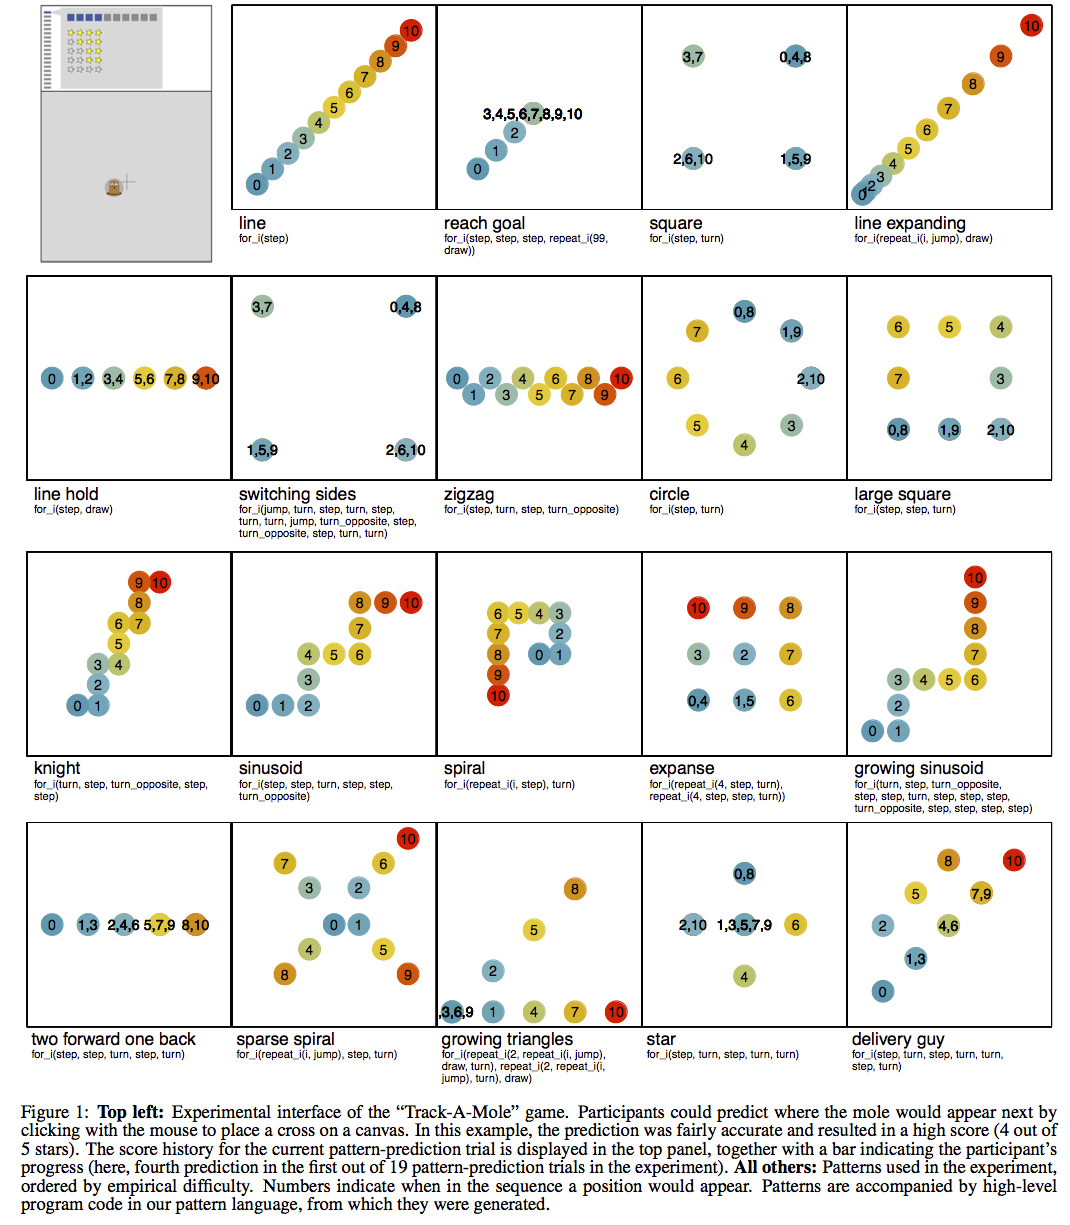 10
9
8
7
6
5
4
3
2
1
0
line
for_i(step)
3,4,5,6,7,8,9,10
2
1
0
reach goal
for_i(step, step, step, repeat_i(99,
draw))
3,7 0,4,8
2,6,10 1,5,9
square
for_i(step, turn)
10
9
8
7
6
5
4
3
2
1
0
line expanding
for_i(repeat_i(i, jump), draw)
0 1,2 3,4 5,6 7,8 9,10
line hold
for_i(step, draw)
3,7 0,4,8
1,5,9 2,6,10
switching sides
for_i(jump, turn, step, turn, step,
turn, turn, jump, turn_opposite, step,
turn_opposite, step, turn, turn)
0 2 4 6 8 10
1 3 5 7 9
zigzag
for_i(step, turn, step, turn_opposite)
0,8
7 1,9
6 2,10
5 3
4
circle
for_i(step, turn)
6 5 4
7 3
0,8 1,9 2,10
large square
for_i(step, step, turn)
9 10
8
6 7
5
3 4
2
0 1
knight
for_i(turn, step, turn_opposite, step,
step)
8 9 10
7
4 5 6
3
0 1 2
sinusoid
for_i(step, step, turn, step, step,
turn_opposite)
6 5 4 3
7 2
8 0 1
9
10
spiral
for_i(repeat_i(i, step), turn)
10 9 8
3 2 7
0,4 1,5 6
expanse
for_i(repeat_i(4, step, turn),
repeat_i(4, step, step, turn))
10
9
8
7
3 4 5 6
2
0 1
growing sinusoid
for_i(turn, step, turn_opposite,
step, step, turn, step, step, step,
turn_opposite, step, step, step, step)
0 1,3 2,4,6 5,7,9 8,10
two forward one back
for_i(step, step, turn, step, turn)
10
7 6
3 2
0 1
4 5
8 9
sparse spiral
for_i(repeat_i(i, jump), step, turn)
8
5
2
,3,6,9 1 4 7 10
growing triangles
for_i(repeat_i(2, repeat_i(i, jump),
draw, turn), repeat_i(2, repeat_i(i,
jump), turn), draw)
0,8
2,10 1,3,5,7,9 6
4
star
for_i(step, turn, step, turn, turn)
8 10
5 7,9
2 4,6
1,3
0
delivery guy
for_i(step, turn, step, turn, turn,
step, turn)
Figure 1: Top left: Experimental interface of the “Track-A-Mole” game. Participants could predict where the mole would appear next by
clicking with the mouse to place a cross on a canvas. In this example, the prediction was fairly accurate and resulted in a high score (4 out of
5 stars). The score history for the current pattern-prediction trial is displayed in the top panel, together with a bar indicating the participant’s
progress (here, fourth prediction in the first out of 19 pattern-prediction trials in the experiment). All others: Patterns used in the experiment,
ordered by empirical difficulty. Numbers indicate when in the sequence a position would appear. Patterns are accompanied by high-level
program code in our pattern language, from which they were generated.